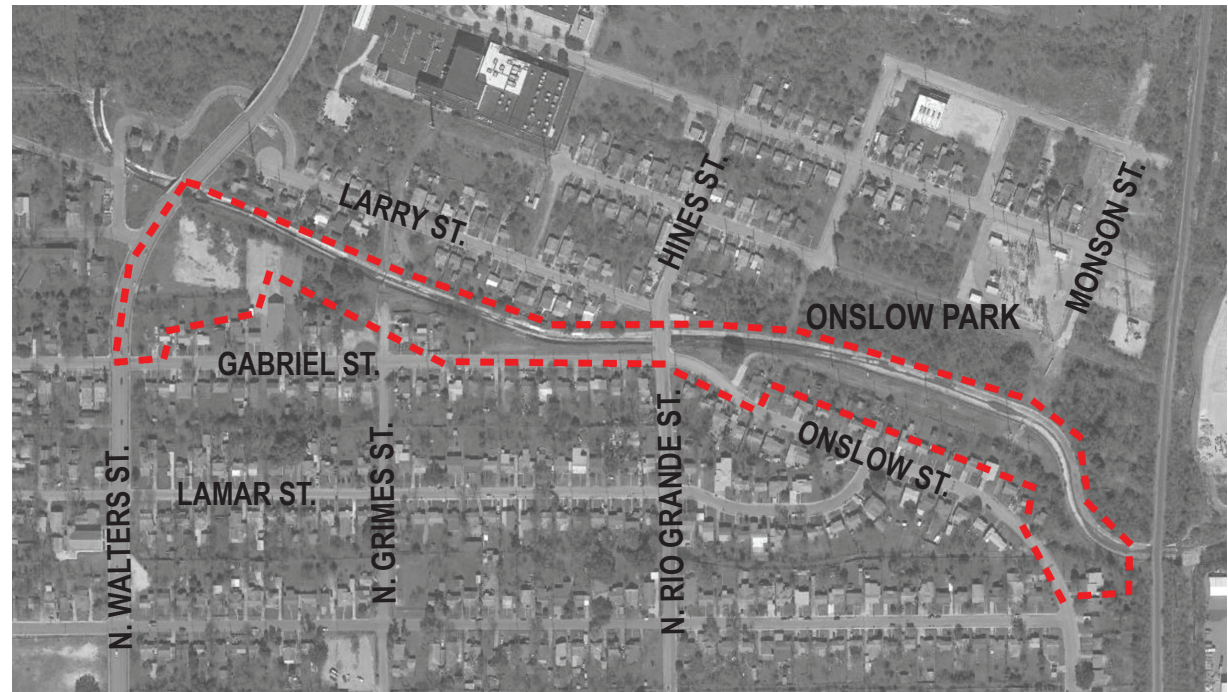 LARRY ST.
HINES ST.
MONSON ST.
ONSLOW PARK
GABRIEL ST.
ONSLOW ST.
LAMAR ST.
N. WALTERS ST.
N. GRIMES ST.
N. RIO GRANDE ST.